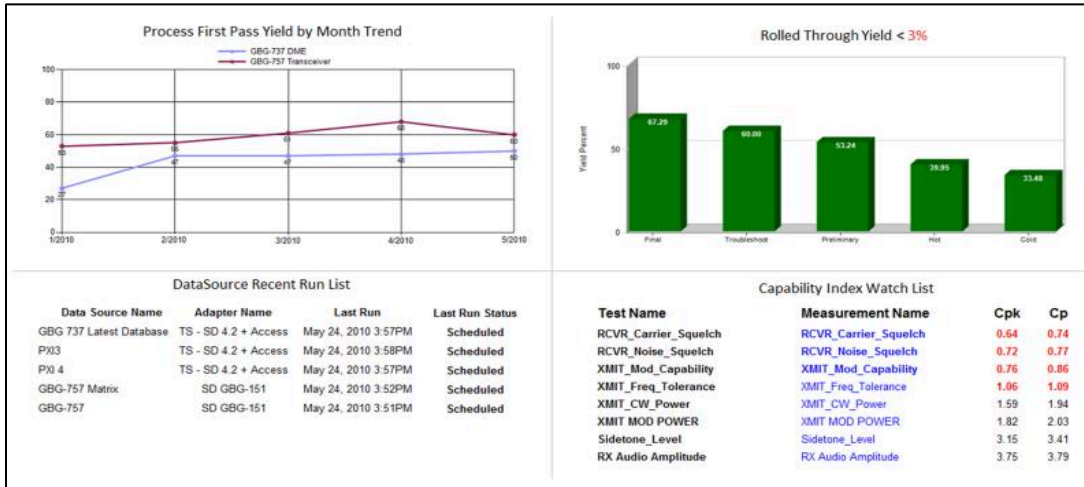 Process First Pass Yield by Month Trend
GBG-737 DME
GBG-757 Transceiver
100
80
60
40
20
0
53
55
61
68
60
27
47
47
48
50
1/2010
2/2010
3/2010
4/2010
5/2010
Rolled Through Yield < 3%
Yield Percent
100
50
0
67.29
60.00
53.24
39.95
33.48
Final
Troubleshoot
Preliminary
Hot
Cold
DataSource Recent Run List
Data Source Name Adapter Name Last Run Last Run Status
GBG 737 Latest Database TS - SD 4.2 + Access May 24, 2010 3:57PM Scheduled
PXI3 TS - SD 4.2 + Access May 24, 2010 3:58PM Scheduled
PXI 4 TS - SD 4.2 + Access May 24, 2010 3:57PM Scheduled
GBG-757 Matrix SD GBG-151 May 24, 2010 3:52PM Scheduled
GBG-757 SD GBG-151 May 24, 2010 3:51PM Scheduled
Capability Index Watch List
Test Name Measurement Name Cpk Cp
RCVR_Carrier_Squelch RCVR_Carrier_Squelch 0.64 0.74
RCVR_Noise_Squelch RCVR_Noise_Squelch 0.72 0.77
XMIT_Mod_Capability XMIT_Mod_Capability 0.76 0.86
XMIT_Freq_Tolerance XMIT_Freq_Tolerance 1.06 1.09
XMIT_CW_Power XMIT_CW_Power 1.59 1.94
XMIT MOD POWER XMIT MOD POWER 1.82 2.03
Sidetone_Level Sidetone_Level 3.15 3.41
RX Audio Amplitude RX Audio Amplitude 3.75 3.79